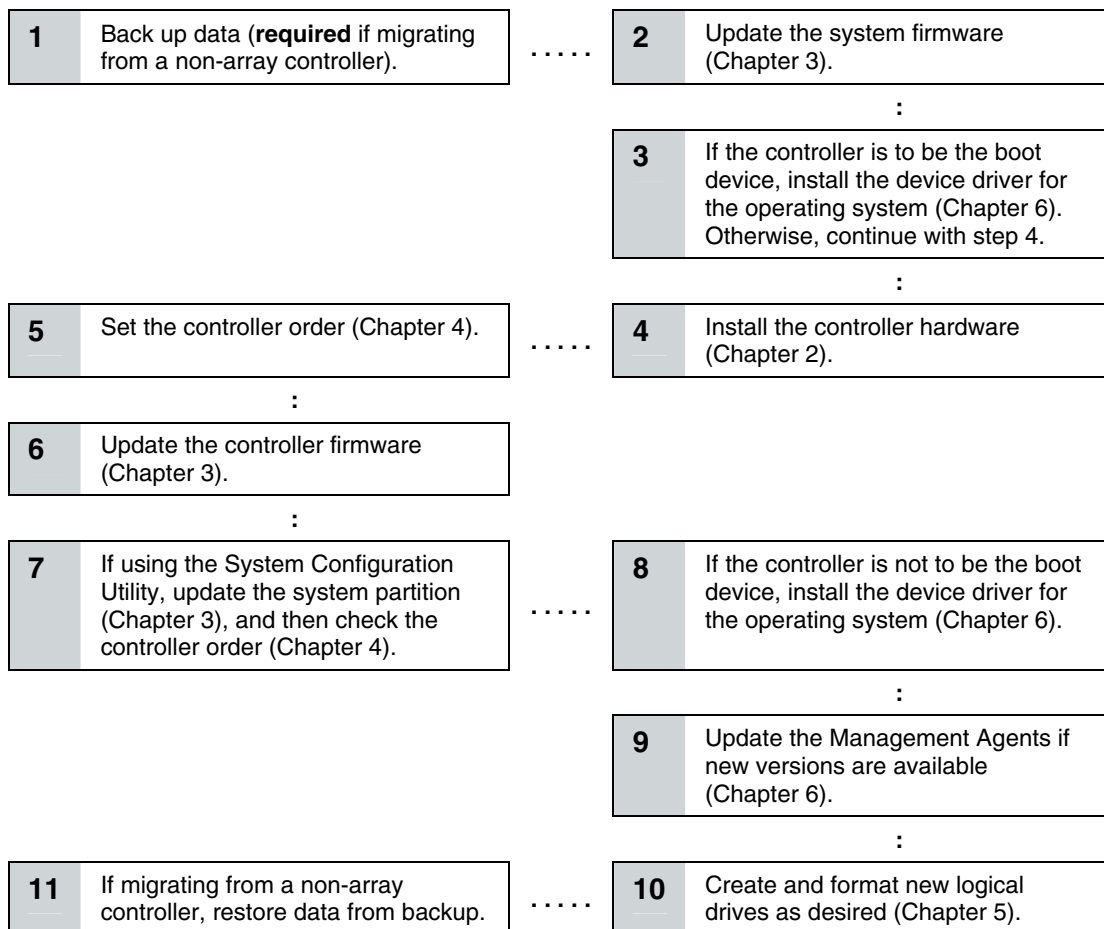 1
Back up data (required if migrating
from a non-array controller).
.....
2
Update the system firmware
(Chapter 3).
:
3
If the controller is to be the boot
device, install the device driver for
the operating system (Chapter 6).
Otherwise, continue with step 4.
:
4
Install the controller hardware
(Chapter 2).
.....
5
Set the controller order (Chapter 4).
:
6
Update the controller firmware
(Chapter 3).
:
7
If using the System Configuration
Utility, update the system partition
(Chapter 3), and then check the
controller order (Chapter 4).
.....
8
If the controller is not to be the boot
device, install the device driver for
the operating system (Chapter 6).
:
9
Update the Management Agents if
new versions are available
(Chapter 6).
:
10
Create and format new logical
drives as desired (Chapter 5).
.....
11
If migrating from a non-array
controller, restore data from backup.